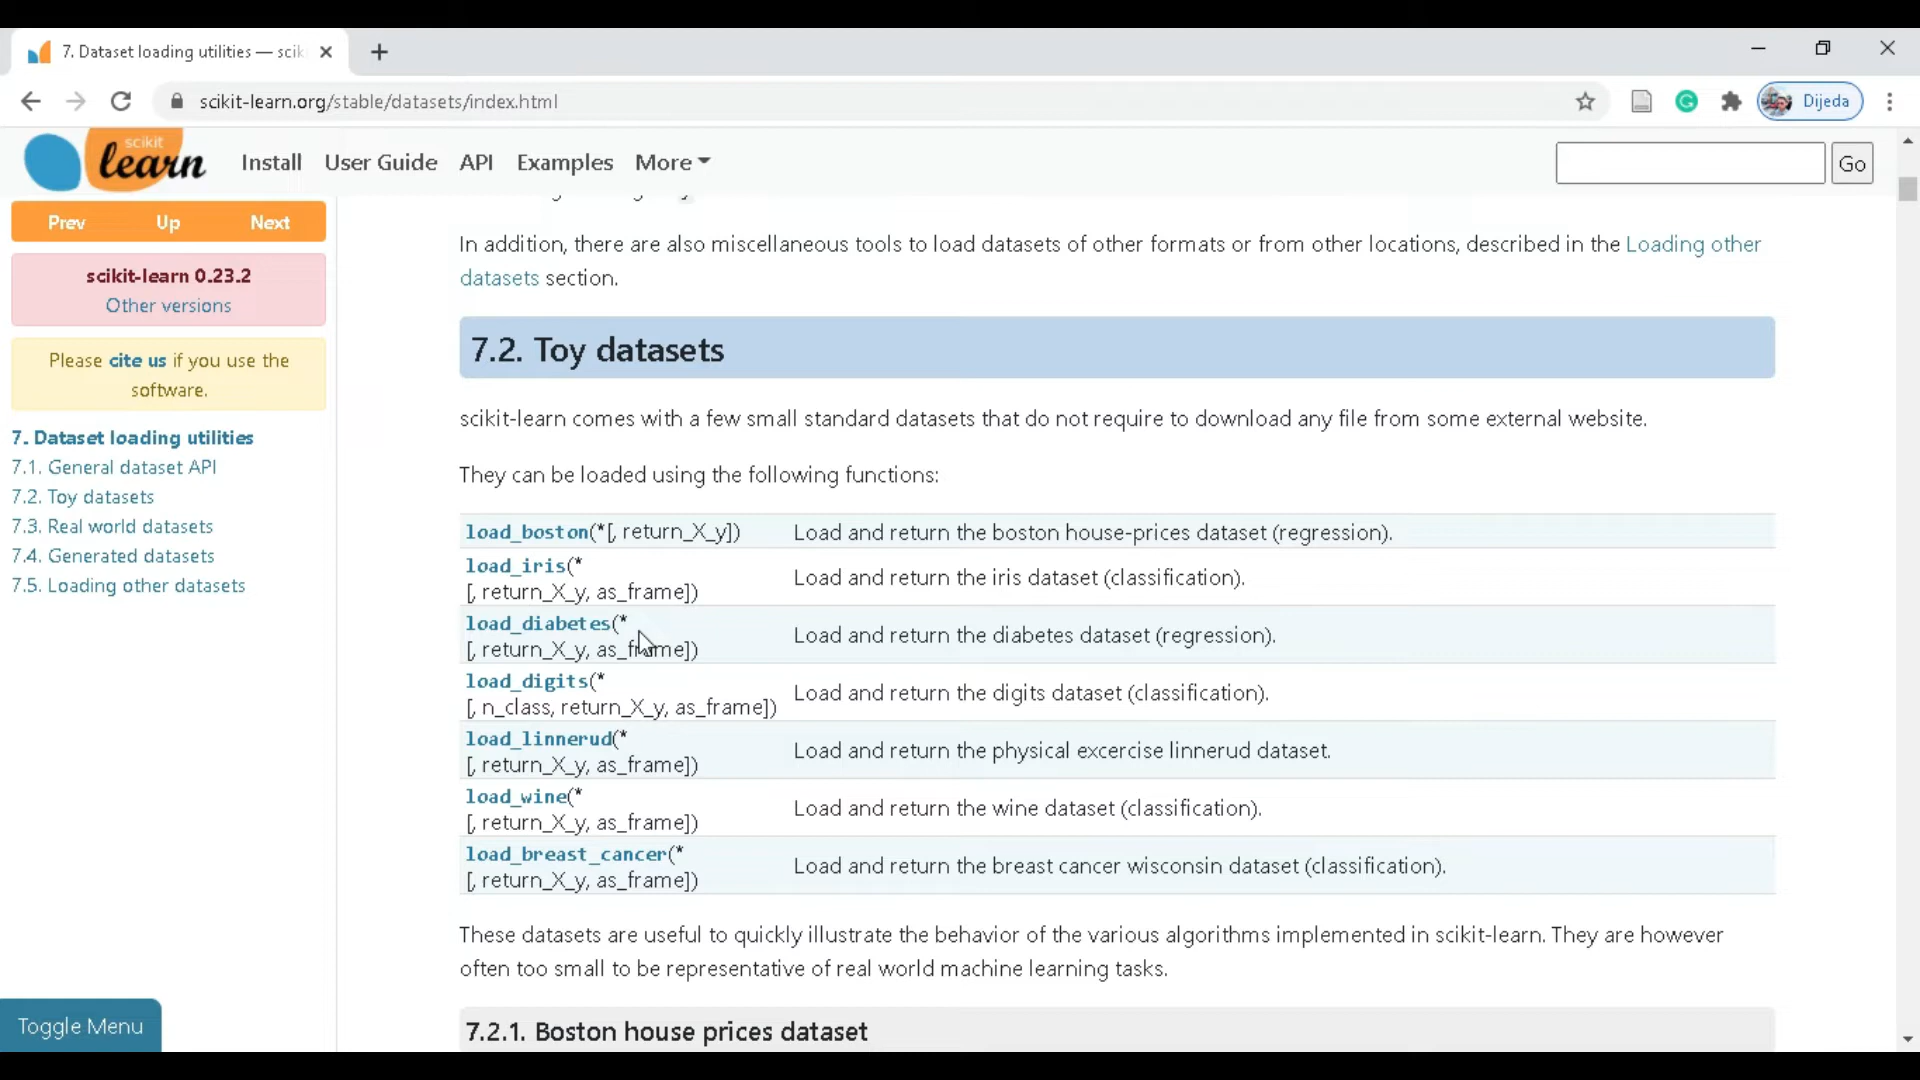 7. Dataset loading utilities — scik
scikit-learn.org/stable/datasets/index.html
Dijeda
scikit
learn
Install User Guide API Examples More
Go
Prev Up Next
scikit-learn 0.23.2
Other versions
Please cite us if you use the
software.
7. Dataset loading utilities
7.1. General dataset API
7.2. Toy datasets
7.3. Real world datasets
7.4. Generated datasets
7.5. Loading other datasets
Toggle Menu
In addition, there are also miscellaneous tools to load datasets of other formats or from other locations, described in the Loading other
datasets section.
7.2. Toy datasets
scikit-learn comes with a few small standard datasets that do not require to download any file from some external website.
They can be loaded using the following functions:
load_boston(*[, return_X_y]) Load and return the boston house-prices dataset (regression).
load_iris(*
[, return_X_y, as_frame]) Load and return the iris dataset (classification).
load_diabetes(*
[, return_X_y, as_frame]) Load and return the diabetes dataset (regression).
load_digits(*
[, n_class, return_X_y, as_frame]) Load and return the digits dataset (classification).
load_linnerud(*
[, return_X_y, as_frame]) Load and return the physical excercise linnerud dataset.
load_wine(*
[, return_X_y, as_frame]) Load and return the wine dataset (classification).
load_breast_cancer(*
[, return_X_y, as_frame]) Load and return the breast cancer wisconsin dataset (classification).
These datasets are useful to quickly illustrate the behavior of the various algorithms implemented in scikit-learn. They are however
often too small to be representative of real world machine learning tasks.
7.2.1. Boston house prices dataset